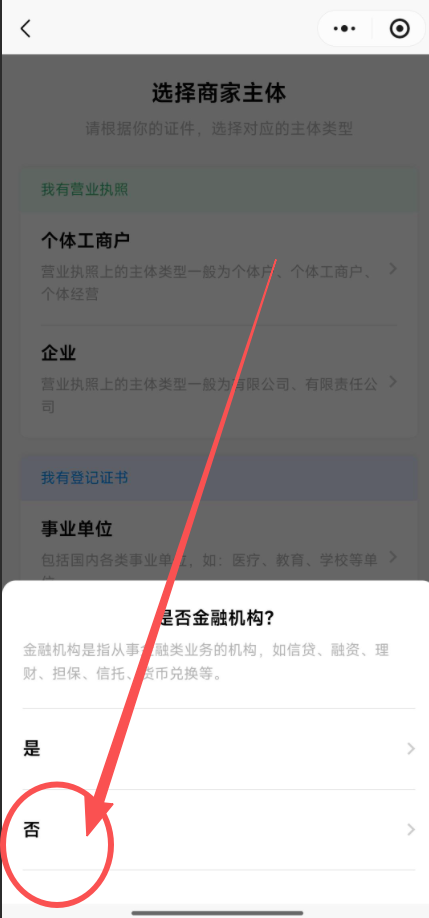 选择商家主体
请根据你的证件，选择对应的主体类型
我有营业执照
个体工商户
营业执照上的主体类型一般为个体户、个体工商户、
个体经营
企业
营业执照上的主体类型一般为有限公司、有限责任公
司
我有登记证书
事业单位
包括国内各类事业单位，如：医疗、教育、学校等单
是否金融机构?
金融机构是指从事金融类业务的机构，如信贷、融资、理
财、担保、信托、货币兑换等。
是
否